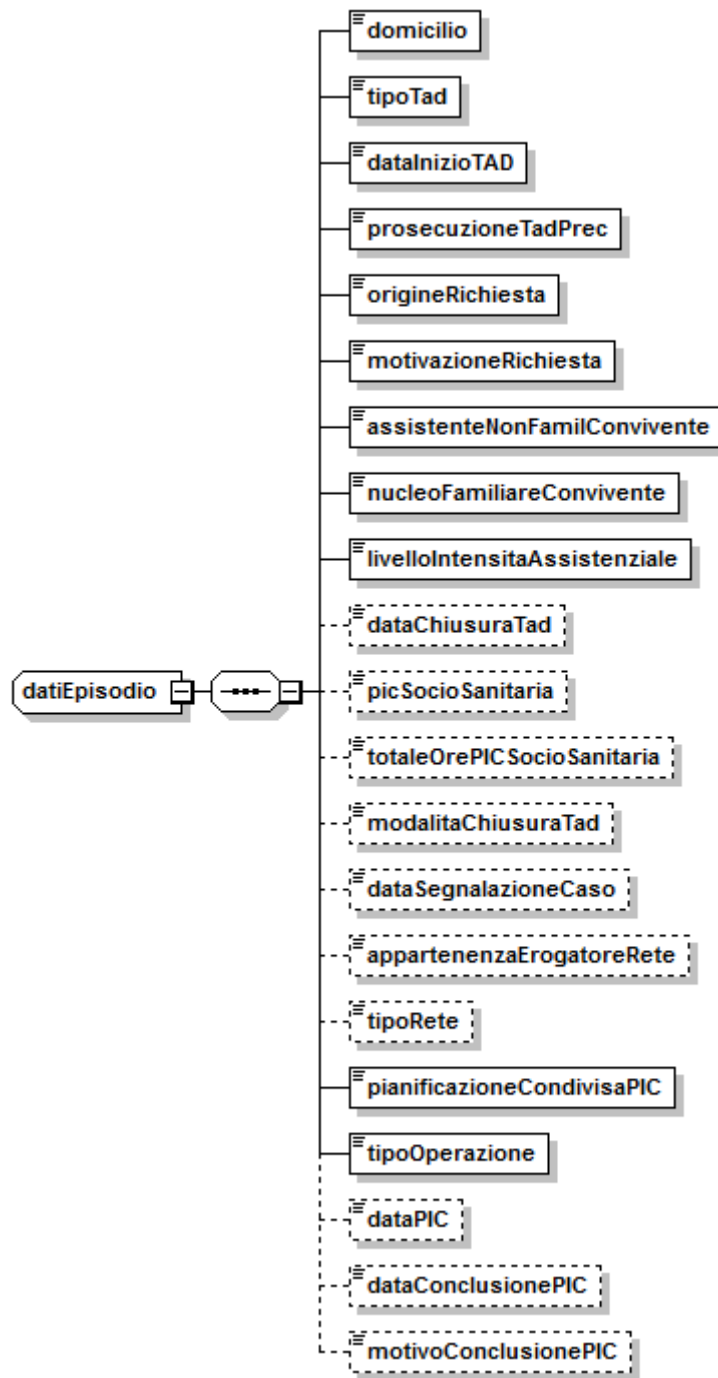 domicilio
tipoTad
dataInizioTAD
prosecuzioneTadPrec
origineRichiesta
motivazioneRichiesta
assistenteNonFamilConvivente
nucleoFamiliareConvivente
livelloIntensitaAssistenziale
dataChiusuraTad
datiEpisodio
picSocioSanitaria
totaleOrePICSocioSanitaria
modalitaChiusuraTad
dataSegnalazioneCaso
appartenenzaErogatoreRete
tipoRete
pianificazioneCondivisaPIC
tipoOperazione
dataPIC
dataConclusionePIC
motivoConclusionePIC